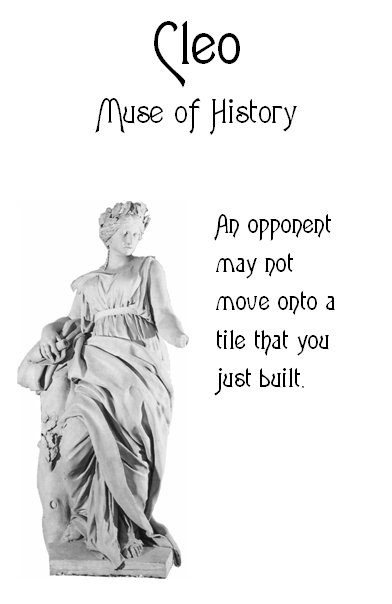 Cleo
Muse of History
An opponent
may not
move onto a
tile that you
just built.